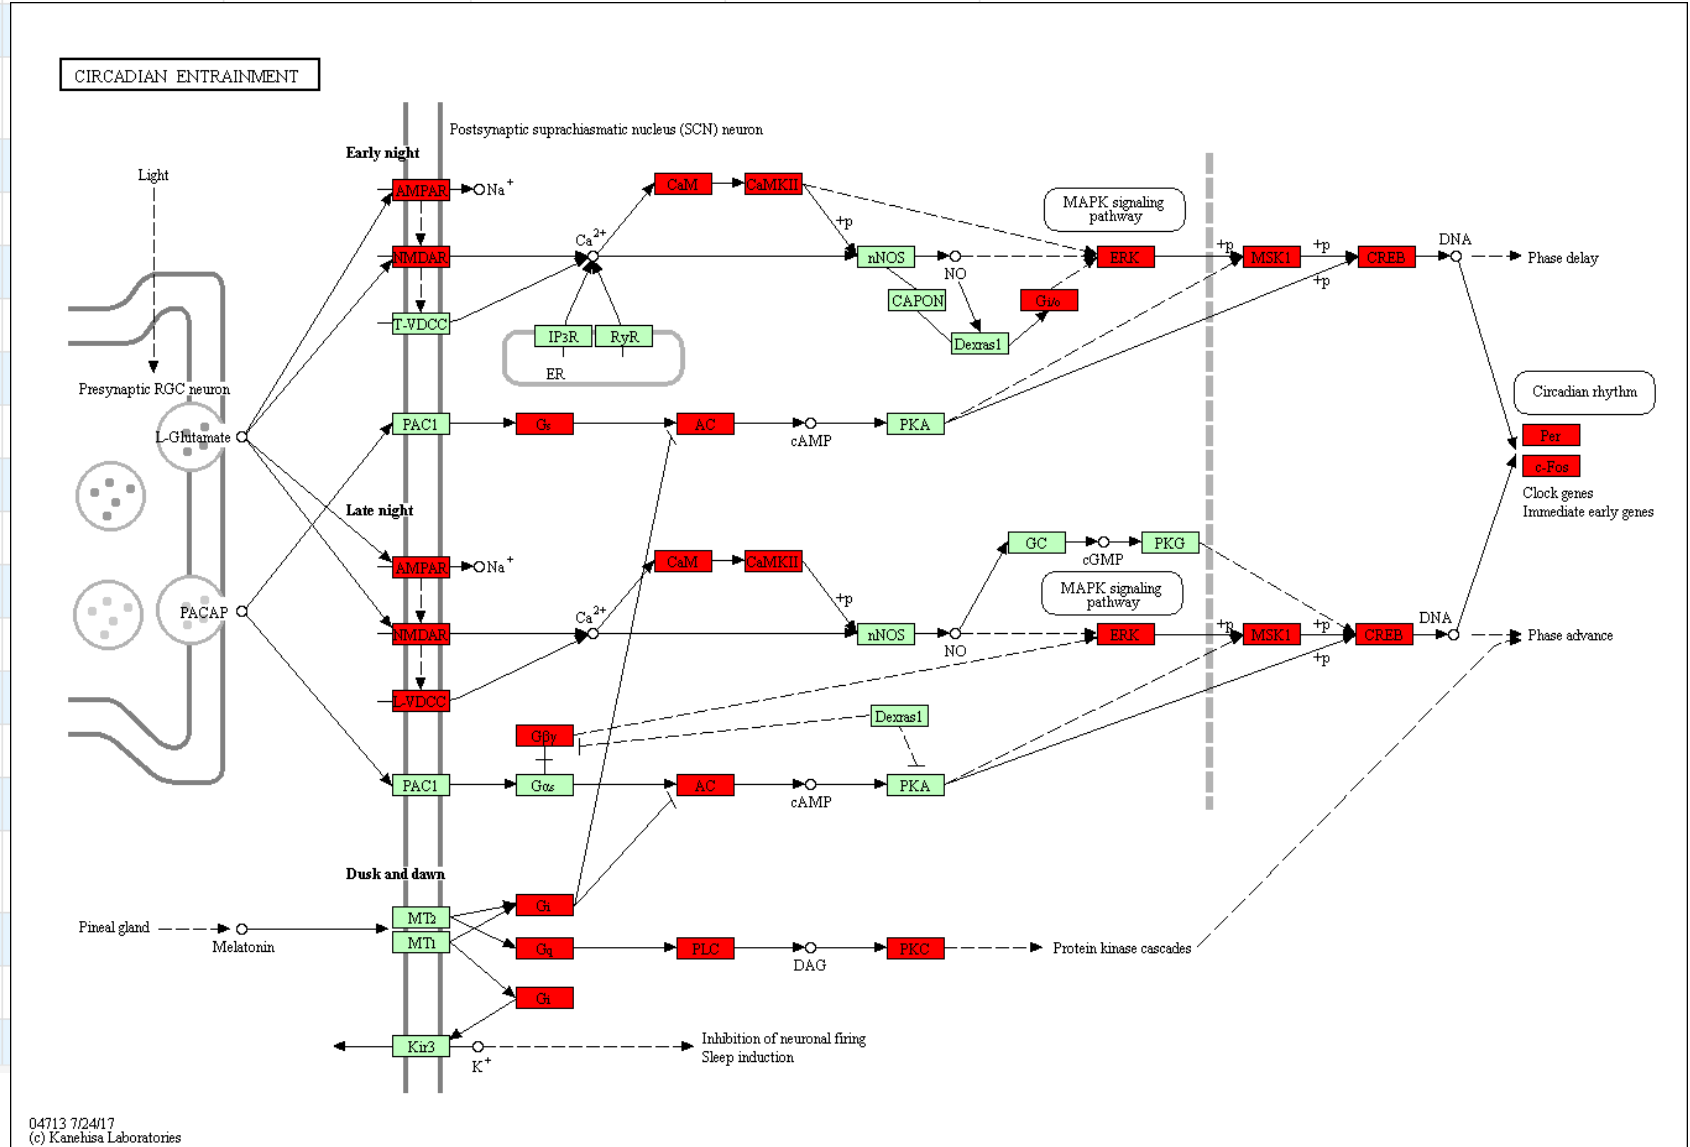 CIRCADIAN ENTRAINMENT
Postsynaptic suprachiasmatic nucleus (SCN) neuron
Early night
Light
AMPAR
Na+
CaM
CaMKII
MAPK signaling
pathway
+p
Ca2+
NMDAR
nNOS
NO
ERK
+p
MSK1
+p
+p
CREB
DNA
Phase delay
CAPON
Gi/o
T-VDCC
IP3R
RyR
Dexras1
ER
Presynaptic RGC neuron
Circadian rhythm
L-Glutamate
PAC1
Gs
AC
cAMP
PKA
Per
c-Fos
Clock genes
Immediate early genes
Late night
AMPAR
Na+
CaM
CaMKII
GC
cGMP
PKG
MAPK signaling
pathway
PACAP
+p
Ca2+
NMDAR
nNOS
NO
ERK
+p
MSK1
+p
+p
CREB
DNA
Phase advance
L-VDCC
Gβγ
Dexras1
PAC1
Gαs
AC
cAMP
PKA
Dusk and dawn
Gi
MT2
MT1
Pineal gland
Melatonin
Gq
PLC
DAG
PKC
Protein kinase cascades
Gi
Kir3
K+
Inhibition of neuronal firing
Sleep induction
04713 7/24/17
(c) Kanehisa Laboratories